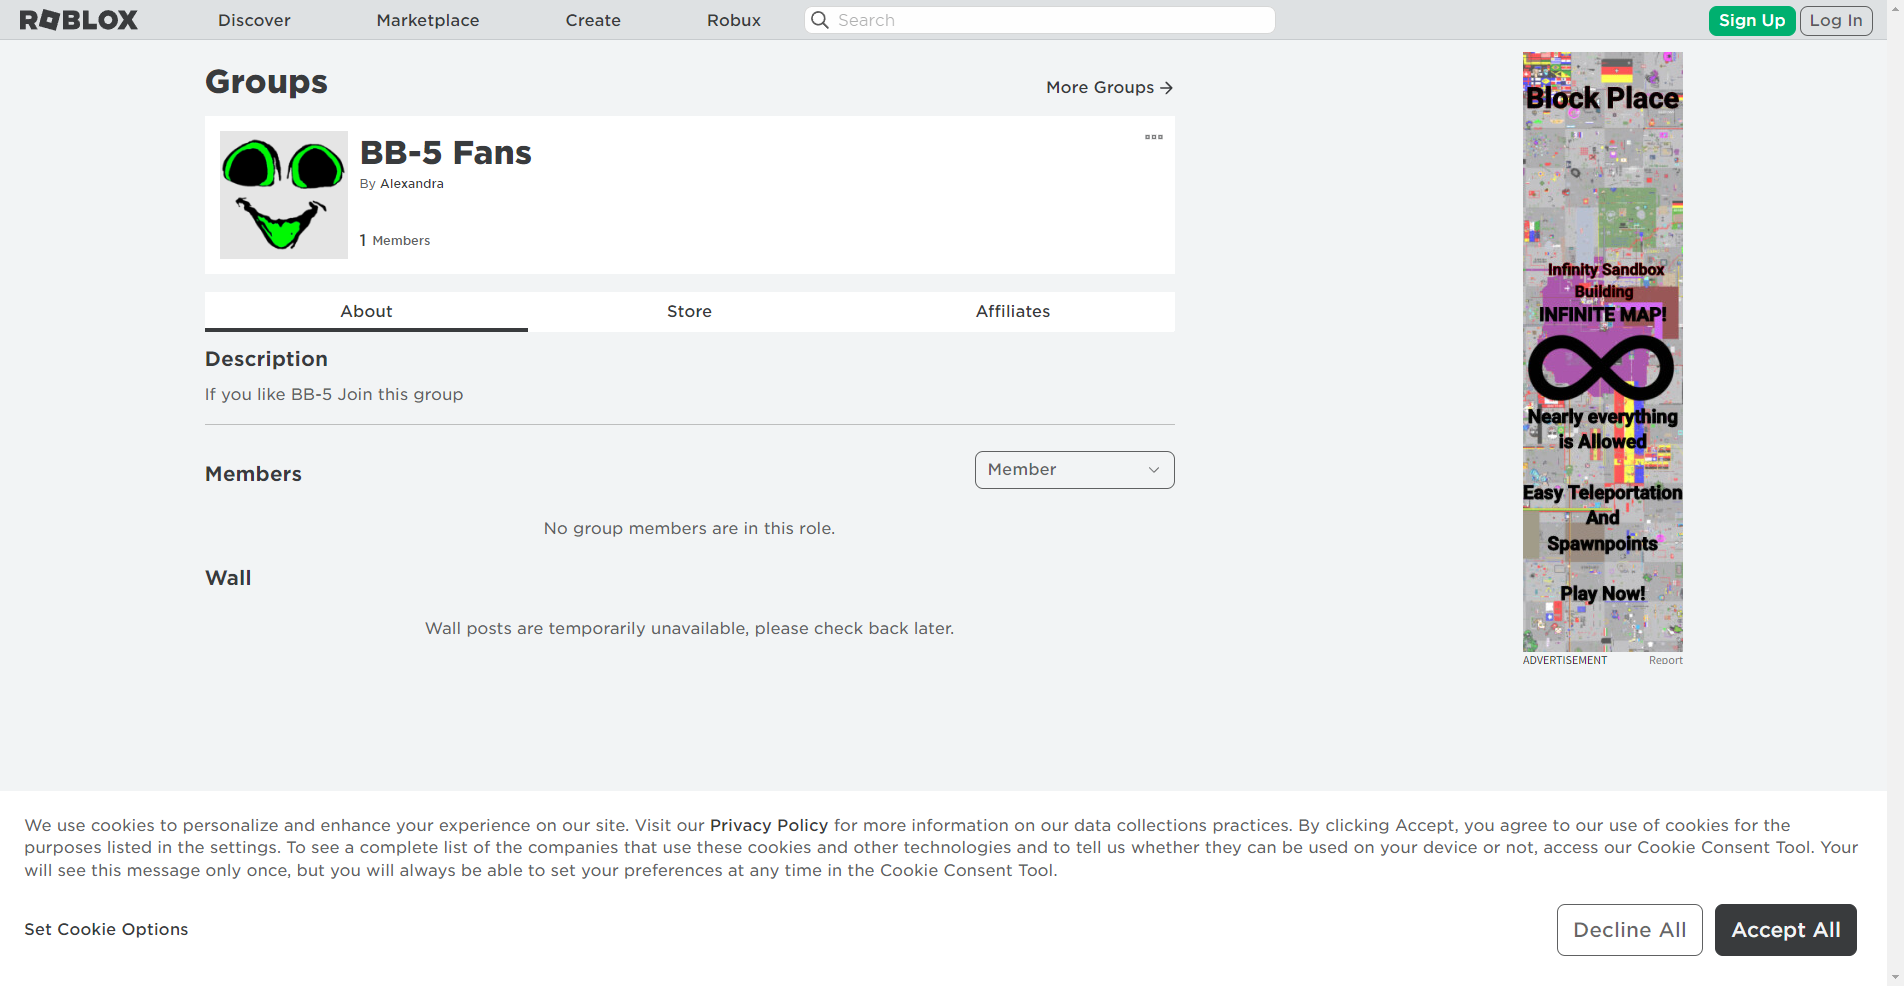 ROBLOX
Discover
Marketplace
Create
Robux
Search
Sign Up
Log In
Groups
More Groups
BB-5 Fans
By Alexandra
1 Members
About
Store
Affiliates
Description
If you like BB-5 Join this group
Members
Member
No group members are in this role.
Wall
Wall posts are temporarily unavailable, please check back later.
Block Place
Infinity Sandbox
Building
INFINITE MAP!
Nearly everything
is Allowed
Easy Teleportation
And
Spawnpoints
Play Now!
ADVERTISEMENT
Report
We use cookies to personalize and enhance your experience on our site. Visit our Privacy Policy for more information on our data collections practices. By clicking Accept, you agree to our use of cookies for the
purposes listed in the settings. To see a complete list of the companies that use these cookies and other technologies and to tell us whether they can be used on your device or not, access our Cookie Consent Tool. Your
will see this message only once, but you will always be able to set your preferences at any time in the Cookie Consent Tool.
Set Cookie Options
Decline All
Accept All